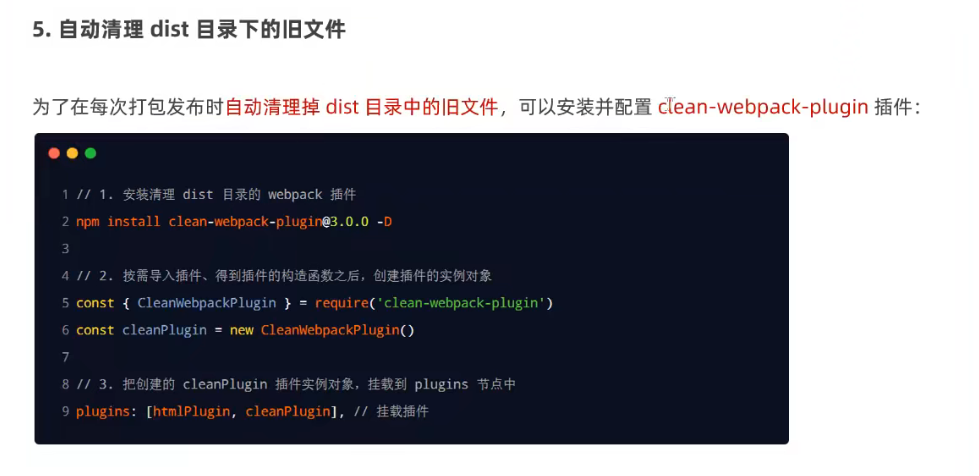 5. 自动清理 dist 目录下的旧文件
为了在每次打包发布时自动清理掉 dist 目录中的旧文件，可以安装并配置 clean-webpack-plugin 插件：
1 // 1. 安装清理 dist 目录的 webpack 插件
2 npm install clean-webpack-plugin@3.0.0 -D
3
4 // 2. 按需导入插件、得到插件的构造函数之后，创建插件的实例对象
5 const { CleanWebpackPlugin } = require('clean-webpack-plugin')
6 const cleanPlugin = new CleanWebpackPlugin()
7
8 // 3. 把创建的 cleanPlugin 插件实例对象，挂载到 plugins 节点中
9 plugins: [htmlPlugin, cleanPlugin], // 挂载插件